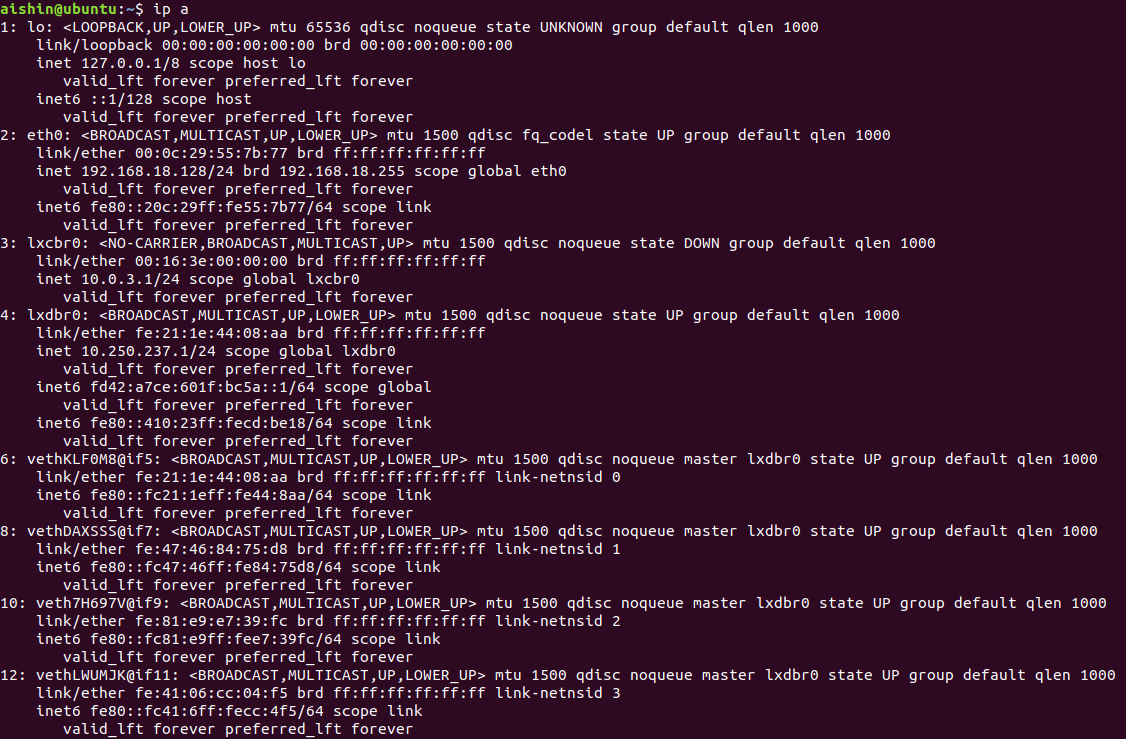 aishin@ubuntu:~$ ip a
1: lo: <LOOPBACK,UP,LOWER_UP> mtu 65536 qdisc noqueue state UNKNOWN group default qlen 1000
    link/loopback 00:00:00:00:00:00 brd 00:00:00:00:00:00
    inet 127.0.0.1/8 scope host lo
       valid_lft forever preferred_lft forever
    inet6 ::1/128 scope host
       valid_lft forever preferred_lft forever
2: eth0: <BROADCAST,MULTICAST,UP,LOWER_UP> mtu 1500 qdisc fq_codel state UP group default qlen 1000
    link/ether 00:0c:29:55:7b:77 brd ff:ff:ff:ff:ff:ff
    inet 192.168.18.128/24 brd 192.168.18.255 scope global eth0
       valid_lft forever preferred_lft forever
    inet6 fe80::20c:29ff:fe55:7b77/64 scope link
       valid_lft forever preferred_lft forever
3: lxcbr0: <NO-CARRIER,BROADCAST,MULTICAST,UP> mtu 1500 qdisc noqueue state DOWN group default qlen 1000
    link/ether 00:16:3e:00:00:00 brd ff:ff:ff:ff:ff:ff
    inet 10.0.3.1/24 scope global lxcbr0
       valid_lft forever preferred_lft forever
4: lxdbr0: <BROADCAST,MULTICAST,UP,LOWER_UP> mtu 1500 qdisc noqueue state UP group default qlen 1000
    link/ether fe:21:1e:44:08:aa brd ff:ff:ff:ff:ff:ff
    inet 10.250.237.1/24 scope global lxdbr0
       valid_lft forever preferred_lft forever
    inet6 fd42:a7ce:601f:bc5a::1/64 scope global
       valid_lft forever preferred_lft forever
    inet6 fe80::410:23ff:fecd:be18/64 scope link
       valid_lft forever preferred_lft forever
6: vethKLF0M8@if5: <BROADCAST,MULTICAST,UP,LOWER_UP> mtu 1500 qdisc noqueue master lxdbr0 state UP group default qlen 1000
    link/ether fe:21:1e:44:08:aa brd ff:ff:ff:ff:ff:ff link-netnsid 0
    inet6 fe80::fc21:1eff:fe44:8aa/64 scope link
       valid_lft forever preferred_lft forever
8: vethDAXSSS@if7: <BROADCAST,MULTICAST,UP,LOWER_UP> mtu 1500 qdisc noqueue master lxdbr0 state UP group default qlen 1000
    link/ether fe:47:46:84:75:d8 brd ff:ff:ff:ff:ff:ff link-netnsid 1
    inet6 fe80::fc47:46ff:fe84:75d8/64 scope link
       valid_lft forever preferred_lft forever
10: veth7H697V@if9: <BROADCAST,MULTICAST,UP,LOWER_UP> mtu 1500 qdisc noqueue master lxdbr0 state UP group default qlen 1000
    link/ether fe:81:e9:e7:39:fc brd ff:ff:ff:ff:ff:ff link-netnsid 2
    inet6 fe80::fc81:e9ff:fee7:39fc/64 scope link
       valid_lft forever preferred_lft forever
12: vethLWUMJK@if11: <BROADCAST,MULTICAST,UP,LOWER_UP> mtu 1500 qdisc noqueue master lxdbr0 state UP group default qlen 1000
    link/ether fe:41:06:cc:04:f5 brd ff:ff:ff:ff:ff:ff link-netnsid 3
    inet6 fe80::fc41:6ff:fecc:4f5/64 scope link
       valid_lft forever preferred_lft forever